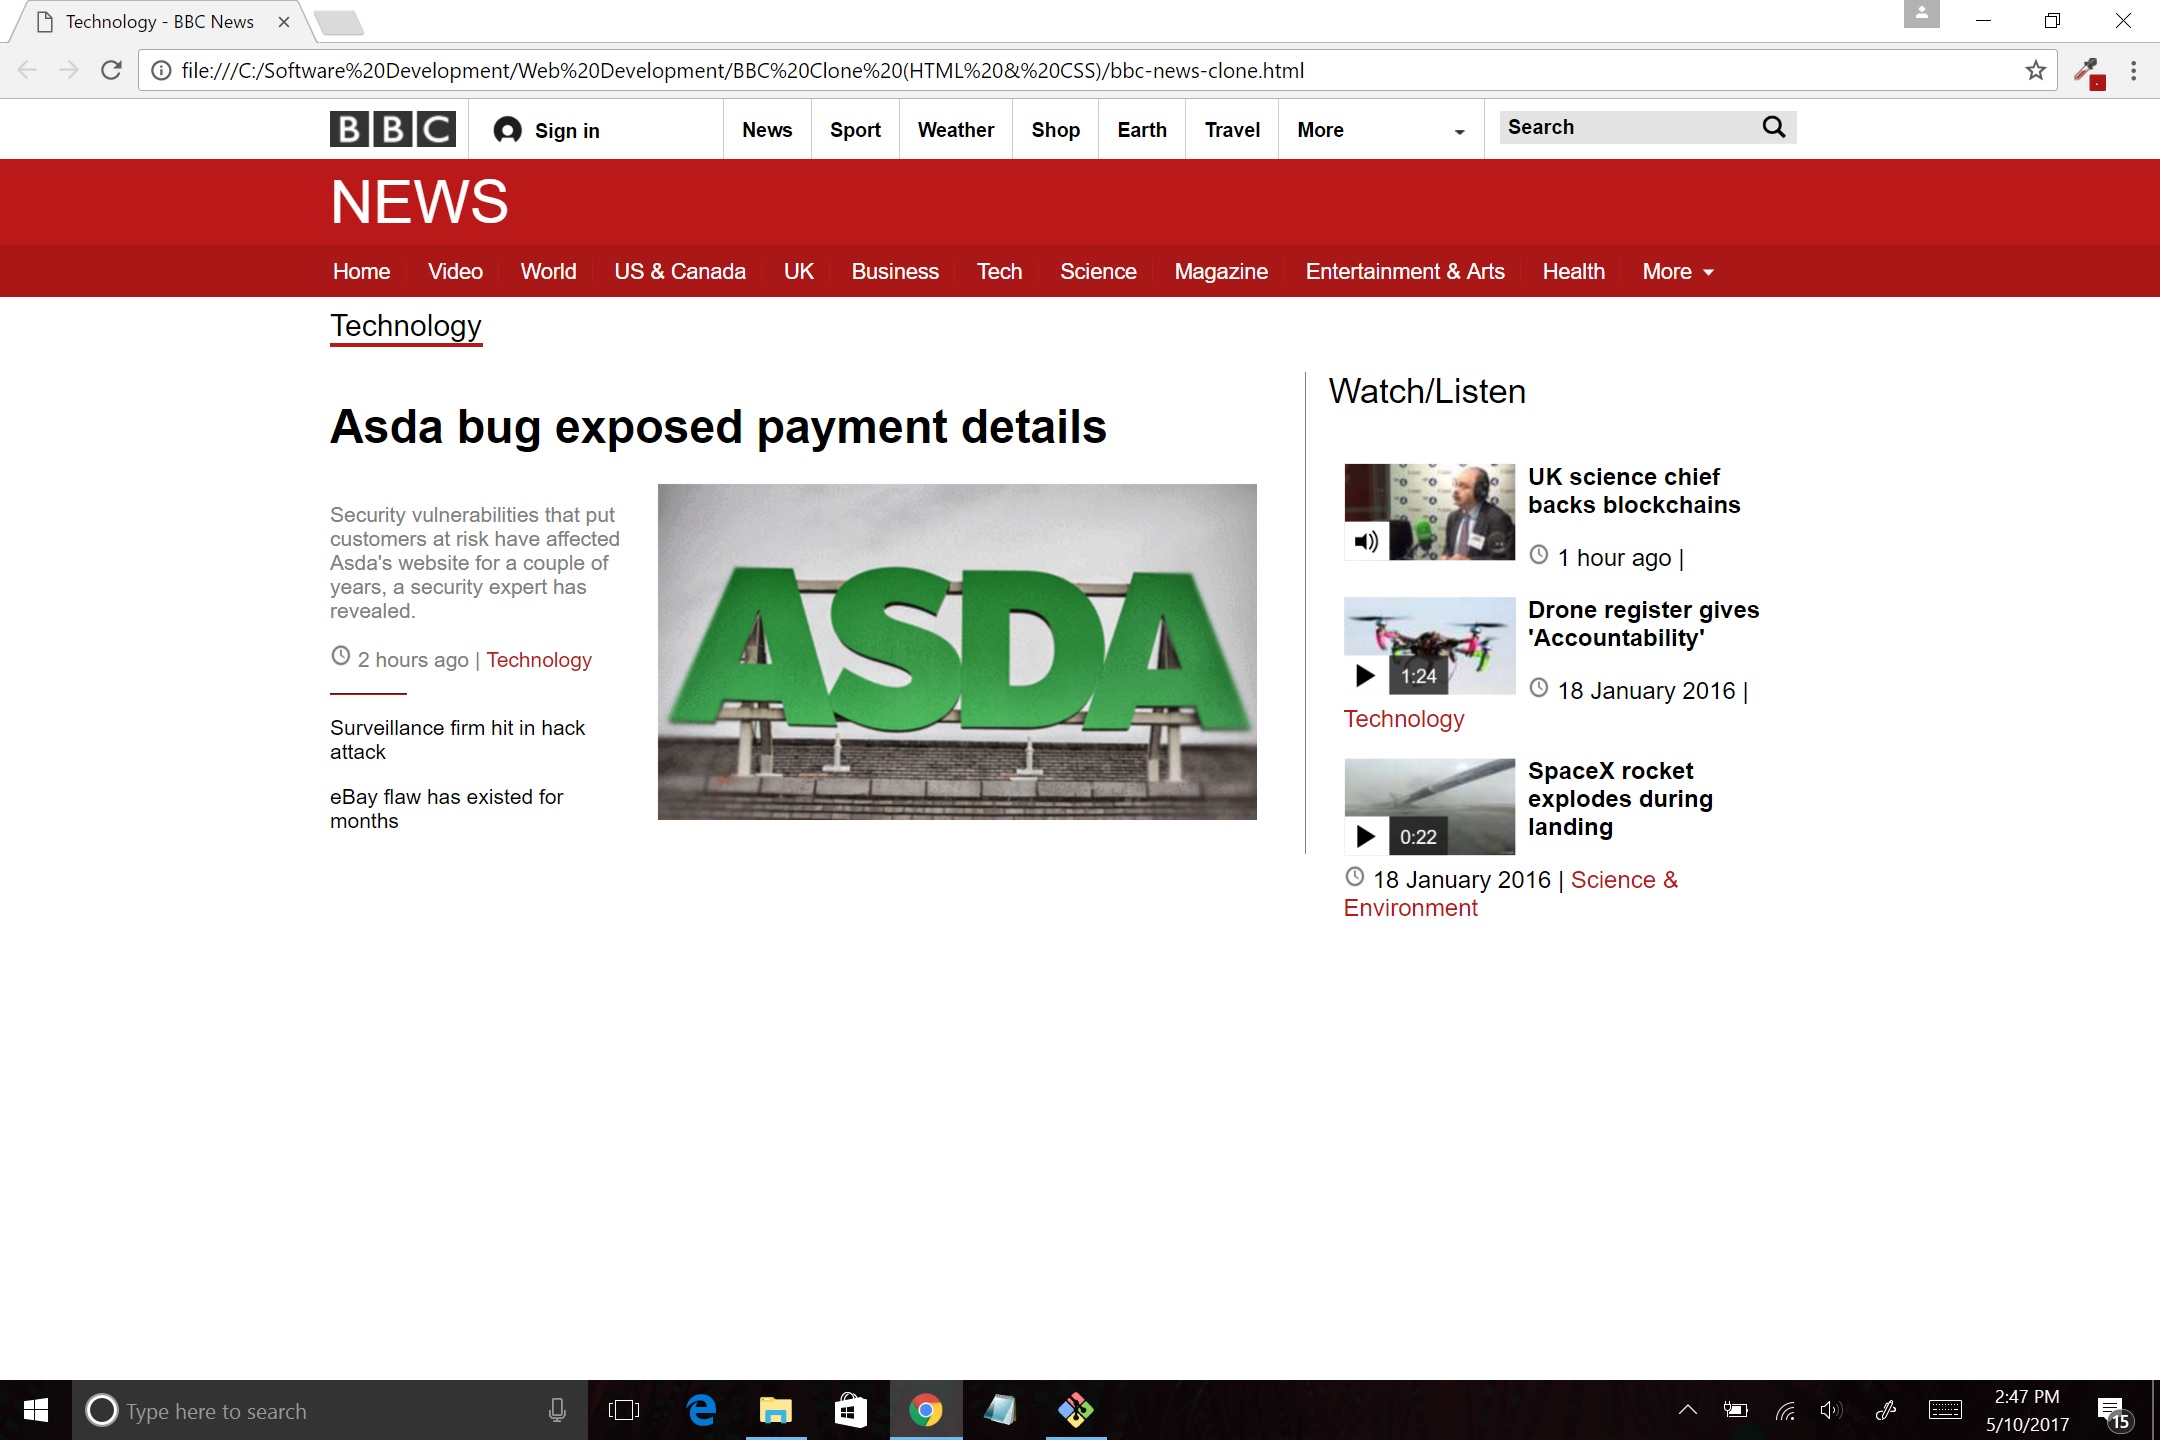 Technology - BBC News
file:///C:/Software%20Development/Web%20Development/BBC%20Clone%20(HTML%20&%20CSS)/bbc-news-clone.html
BBC Sign in News Sport Weather Shop Earth Travel More Search
NEWS
Home Video World US & Canada UK Business Tech Science Magazine Entertainment & Arts Health More
Technology
Asda bug exposed payment details
Security vulnerabilities that put
customers at risk have affected
Asda's website for a couple of
years, a security expert has
revealed.
2 hours ago | Technology
Surveillance firm hit in hack
attack
eBay flaw has existed for
months
ASDA
Watch/Listen
UK science chief
backs blockchains
1 hour ago |
Drone register gives
'Accountability'
1:24
18 January 2016 |
Technology
SpaceX rocket
explodes during
landing
0:22
18 January 2016 | Science &
Environment
Type here to search
2:47 PM
5/10/2017
15